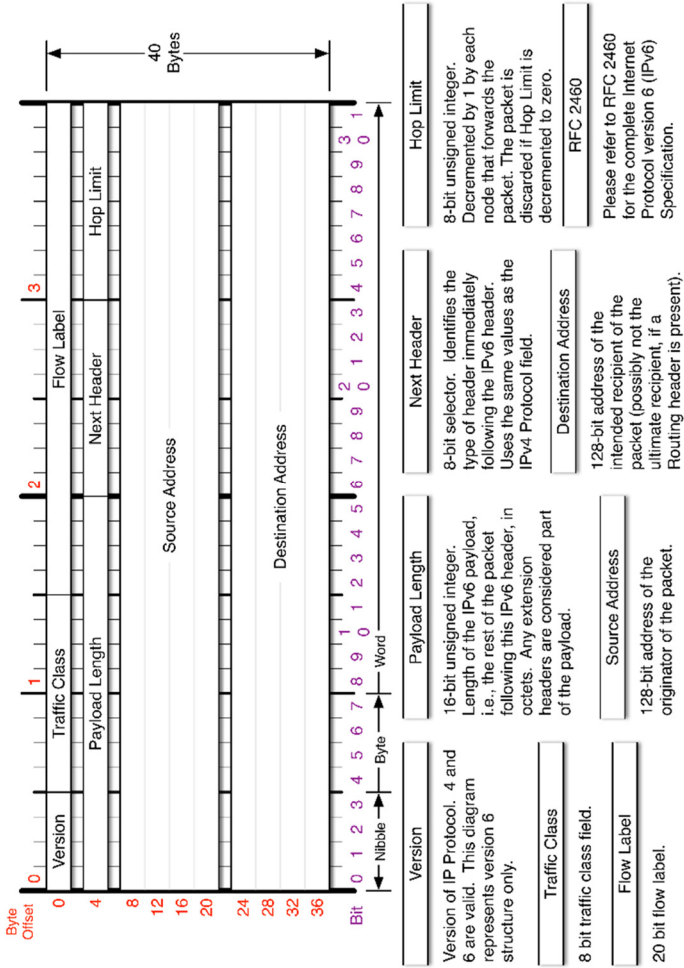 Byte
Offset
0 1 2 3
0 Version Traffic Class Flow Label
4 Payload Length Next Header Hop Limit
8
12
Source Address
16
20
24
28
Destination Address
32
36
40
Bytes
Bit 0 1 2 3 4 5 6 7 8 9 1 0 1 2 3 4 5 6 7 8 9 2 0 1 2 3 4 5 6 7 8 9 3 0 1
Nibble Byte Word
Version
Version of IP Protocol. 4 and
6 are valid. This diagram
represents version 6
structure only.
Traffic Class
8 bit traffic class field.
Flow Label
20 bit flow label.
Payload Length
16-bit unsigned integer.
Length of the IPv6 payload,
i.e., the rest of the packet
following this IPv6 header, in
octets. Any extension
headers are considered part
of the payload.
Source Address
128-bit address of the
originator of the packet.
Next Header
8-bit selector. Identifies the
type of header immediately
following the IPv6 header.
Uses the same values as the
IPv4 Protocol field.
Destination Address
128-bit address of the
intended recipient of the
packet (possibly not the
ultimate recipient, if a
Routing header is present).
Hop Limit
8-bit unsigned integer.
Decremented by 1 by each
node that forwards the
packet. The packet is
discarded if Hop Limit is
decremented to zero.
RFC 2460
Please refer to RFC 2460
for the complete Internet
Protocol version 6 (IPv6)
Specification.